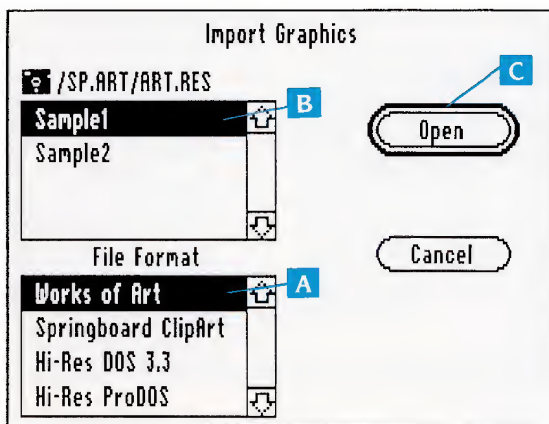 Import Graphics
/SP.ART/ART.RES
C
Sample1
B
Open
Sample2
File Format
Cancel
Works of Art
A
Springboard ClipArt
Hi-Res DOS 3.3
Hi-Res ProDOS